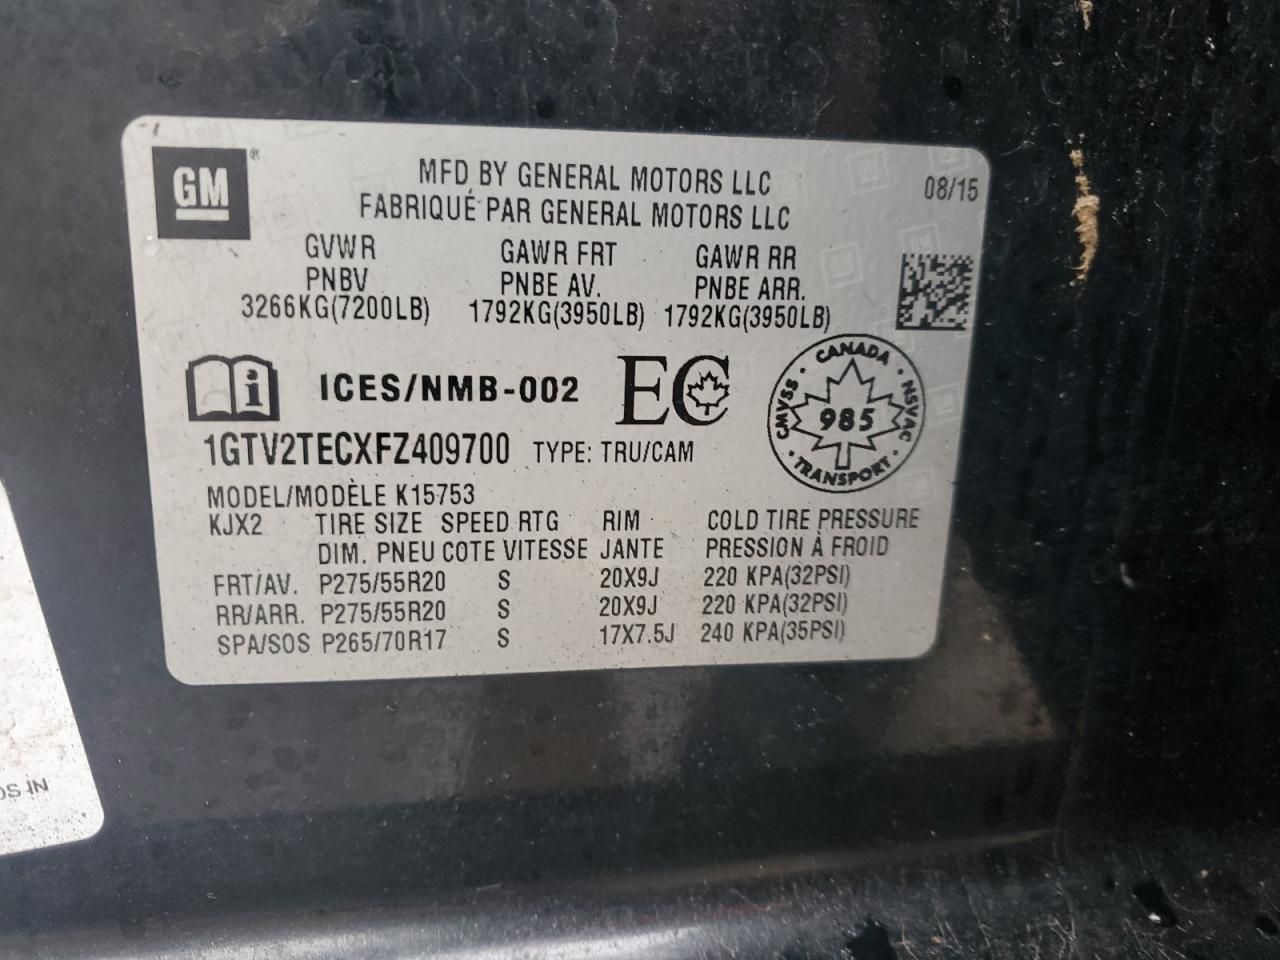 GM®
MFD BY GENERAL MOTORS LLC
08/15
FABRIQUÉ PAR GENERAL MOTORS LLC
GVWR GAWR FRT GAWR RR
PNBV PNBE AV. PNBE ARR.
3266KG(7200LB) 1792KG(3950LB) 1792KG(3950LB)
i ICES/NMB-002 EC
CANADA
CMVSS 985 NSVAC
TRANSPORT
1GTV2TECXFZ409700 TYPE: TRU/CAM
MODEL/MODÈLE K15753
KJX2 TIRE SIZE SPEED RTG RIM COLD TIRE PRESSURE
DIM. PNEU COTE VITESSE JANTE PRESSION À FROID
FRT/AV. P275/55R20 S 20X9J 220 KPA(32PSI)
RR/ARR. P275/55R20 S 20X9J 220 KPA(32PSI)
SPA/SOS P265/70R17 S 17X7.5J 240 KPA(35PSI)